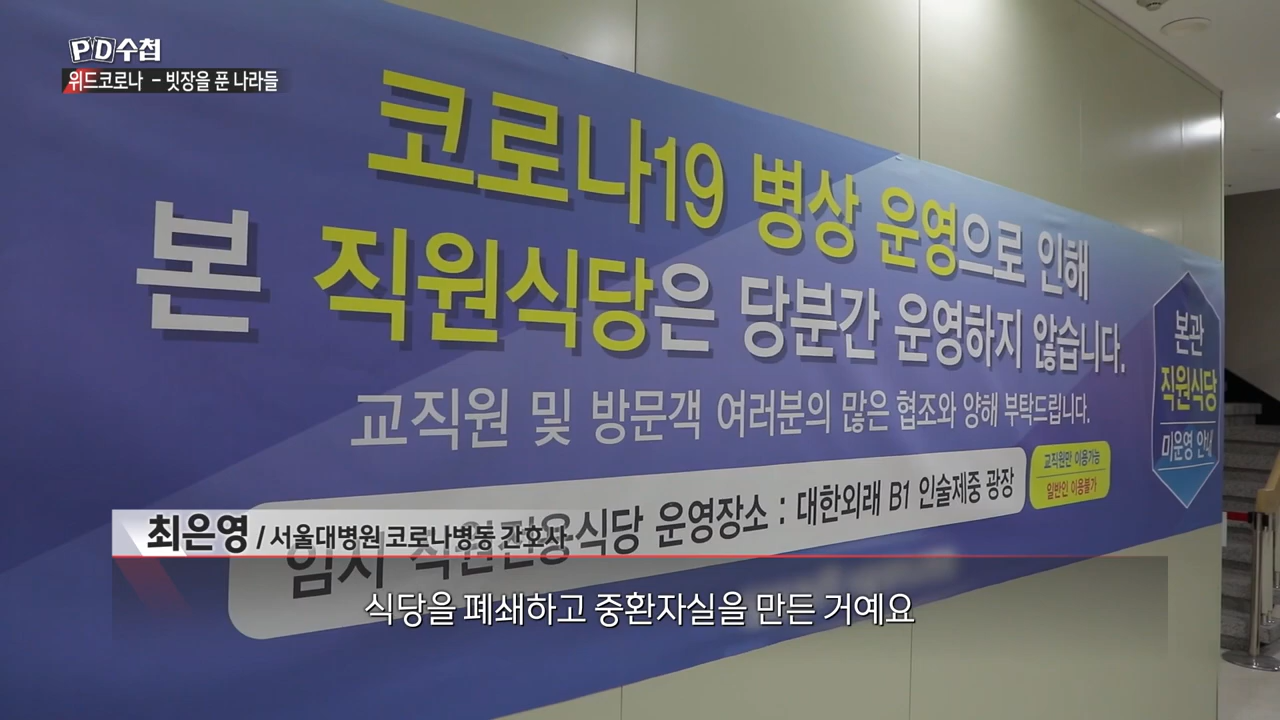 PD수첩
위드코로나 - 빗장을 푼 나라들
코로나19 병상 운영으로 인해
본 직원식당은 당분간 운영하지 않습니다.
교직원 및 방문객 여러분의 많은 협조와 양해 부탁드립니다.
임시 직원전용식당 운영장소 : 대한외래 B1 인술제중 광장
교직원만 이용가능
일반인 이용불가
본관
직원식당
미운영 안내
최은영 / 서울대병원 코로나병동 간호사
식당을 폐쇄하고 중환자실을 만든 거예요